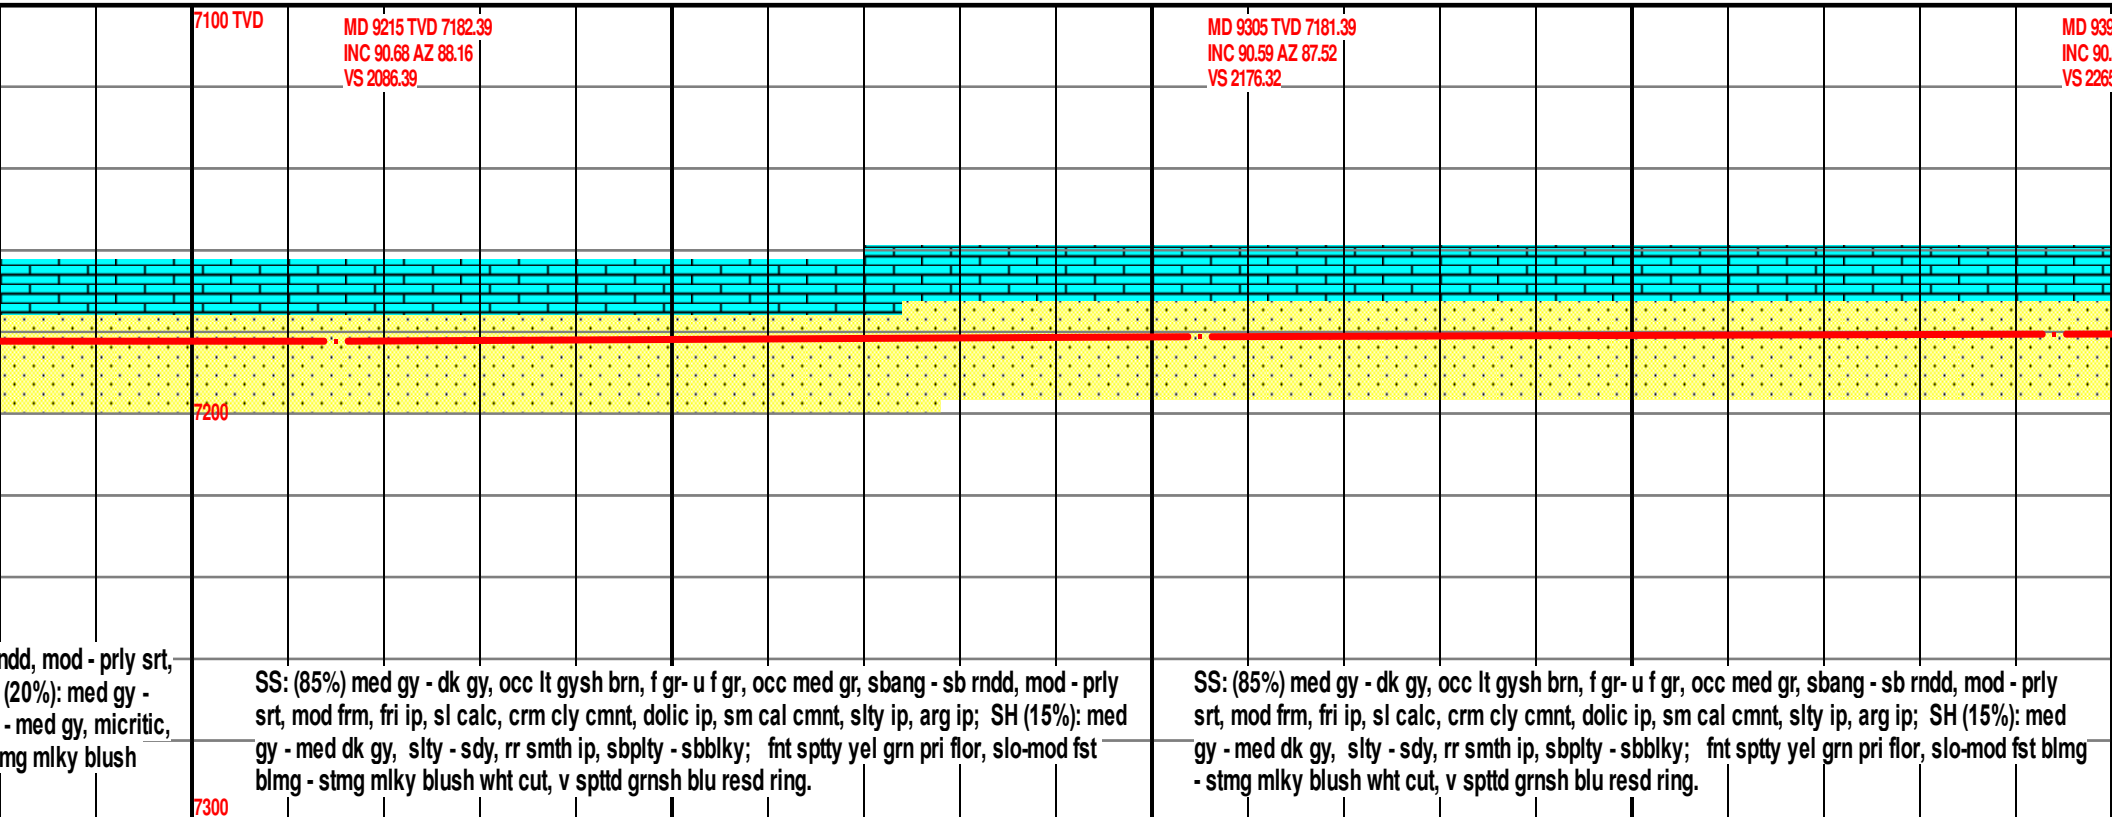 7100 TVD
MD 9215 TVD 7182.39
INC 90.68 AZ 88.16
VS 2086.39
MD 9305 TVD 7181.39
INC 90.59 AZ 87.52
VS 2176.32
MD 939
INC 90.
VS 2265
7200
ndd, mod - prly srt,
(20%): med gy -
- med gy, micritic,
mg mlky blush
SS: (85%) med gy - dk gy, occ lt gysh brn, f gr- u f gr, occ med gr, sbang - sb rndd, mod - prly
srt, mod frm, fri ip, sl calc, crm cly cmnt, dolic ip, sm cal cmnt, slty ip, arg ip; SH (15%): med
gy - med dk gy, slty - sdy, rr smth ip, sbplty - sbblky; fnt sptty yel grn pri flor, slo-mod fst
blmg - stmg mlky blush wht cut, v spttd grnsh blu resd ring.
SS: (85%) med gy - dk gy, occ lt gysh brn, f gr- u f gr, occ med gr, sbang - sb rndd, mod - prly
srt, mod frm, fri ip, sl calc, crm cly cmnt, dolic ip, sm cal cmnt, slty ip, arg ip; SH (15%): med
gy - med dk gy, slty - sdy, rr smth ip, sbplty - sbblky; fnt sptty yel grn pri flor, slo-mod fst blmg
- stmg mlky blush wht cut, v spttd grnsh blu resd ring.
7300